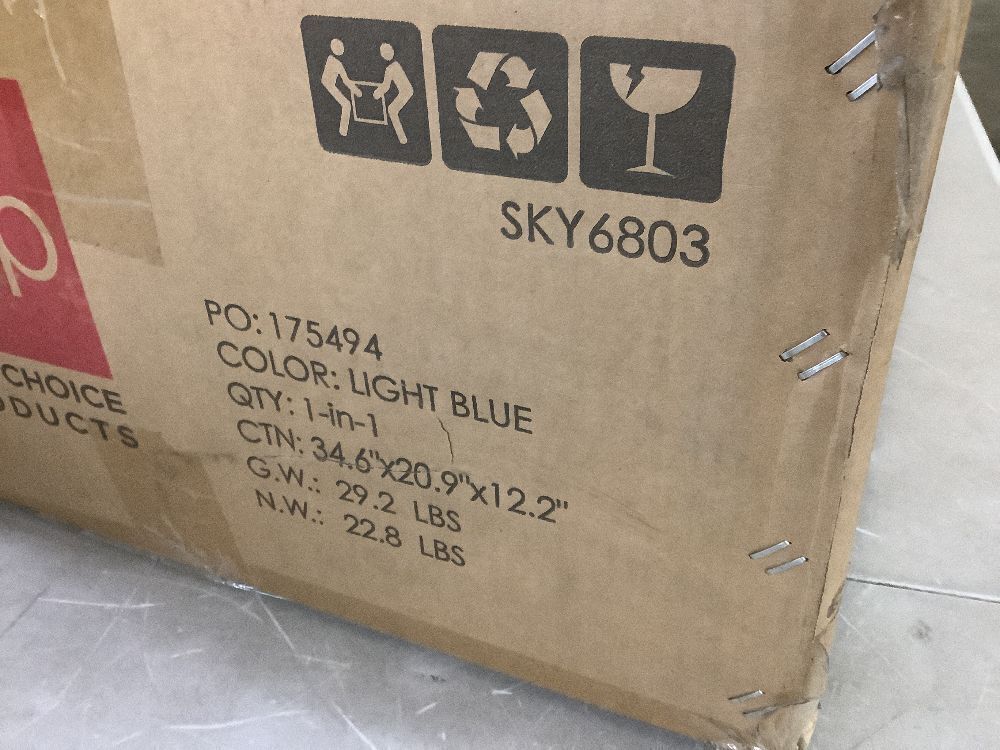 SKY6803
p
PO: 175494
COLOR: LIGHT BLUE
QTY: 1-in-1
CTN: 34.6"x20.9"x12.2"
G.W.: 29.2 LBS
N.W.: 22.8 LBS
CHOICE
ODUCTS